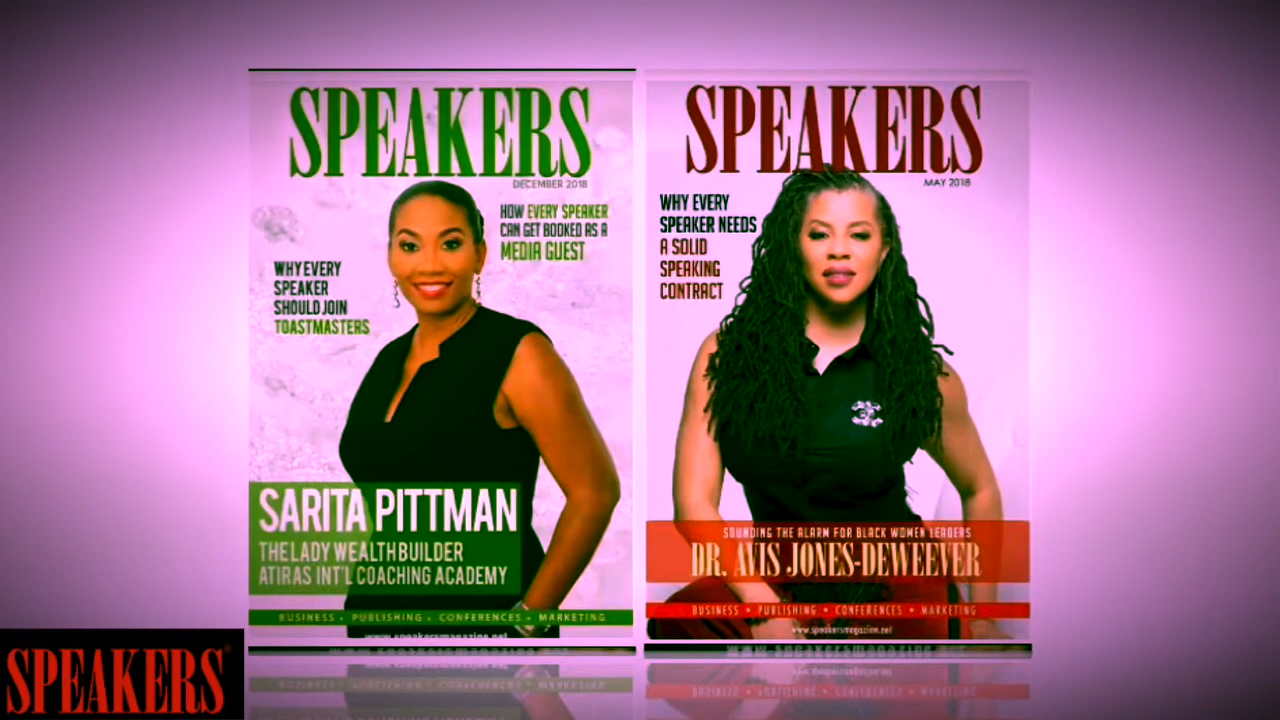 SPEAKERS
DECEMBER 2018
HOW EVERY SPEAKER
CAN GET BOOKED AS A
MEDIA GUEST
WHY EVERY
SPEAKER
SHOULD JOIN
TOASTMASTERS
SARITA PITTMAN
THE LADY WEALTH BUILDER
ATIRAS INT'L COACHING ACADEMY
BUSINESS • PUBLISHING • CONFERENCES • MARKETING
www.speakersmagazine.net
SPEAKERS
MAY 2018
WHY EVERY
SPEAKER NEEDS
A SOLID
SPEAKING
CONTRACT
SOUNDING THE ALARM FOR BLACK WOMEN LEADERS
DR. AVIS JONES-DEWEEVER
BUSINESS • PUBLISHING • CONFERENCES • MARKETING
www.speakersmagazine.net
SPEAKERS®